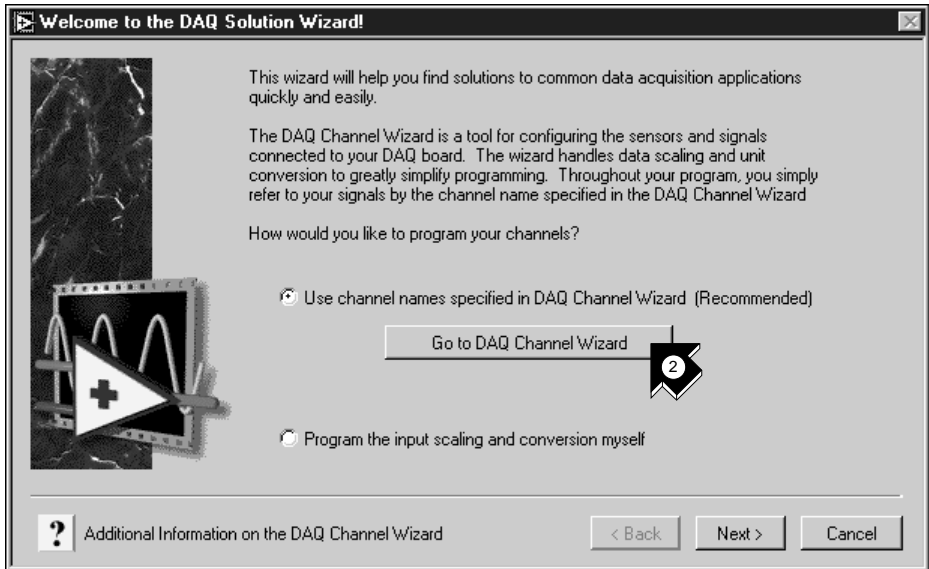 Welcome to the DAQ Solution Wizard!
This wizard will help you find solutions to common data acquisition applications
quickly and easily.
The DAQ Channel Wizard is a tool for configuring the sensors and signals
connected to your DAQ board.  The wizard handles data scaling and unit
conversion to greatly simplify programming.  Throughout your program, you simply
refer to your signals by the channel name specified in the DAQ Channel Wizard
How would you like to program your channels?
Use channel names specified in DAQ Channel Wizard  (Recommended)
Go to DAQ Channel Wizard
2
Program the input scaling and conversion myself
? Additional Information on the DAQ Channel Wizard
< Back Next > Cancel